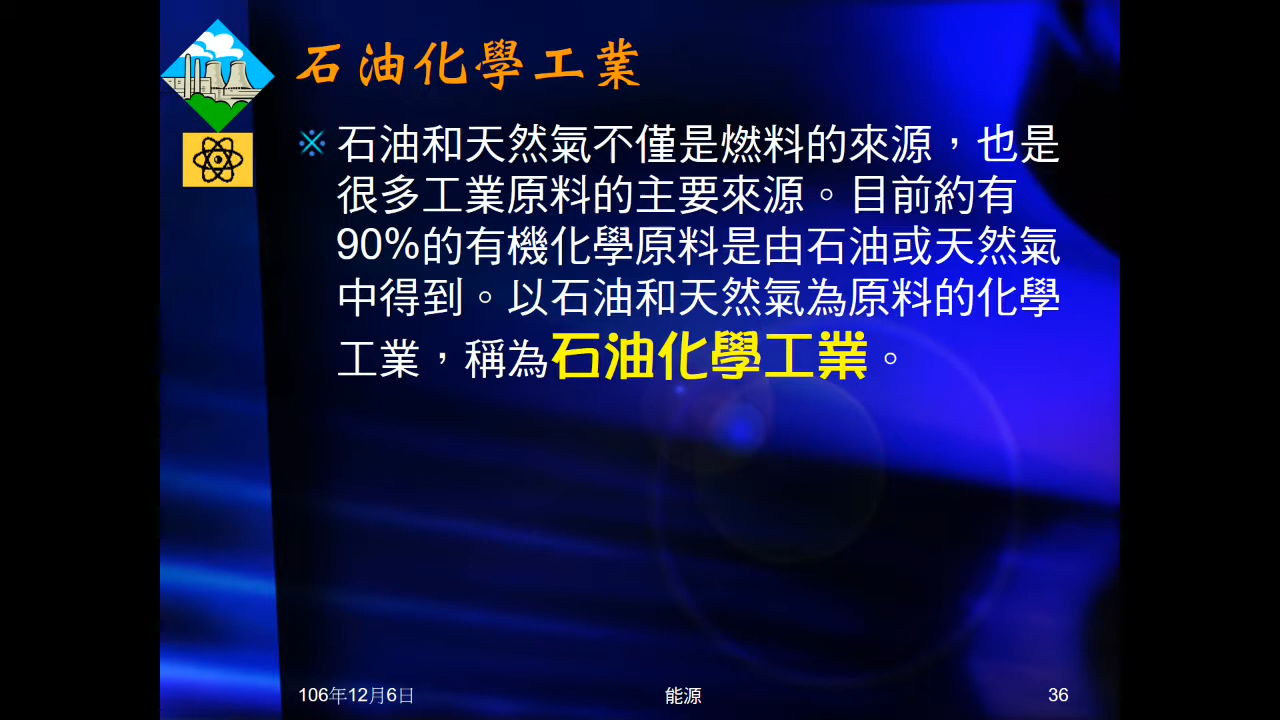 石油化學工業
※石油和天然氣不僅是燃料的來源，也是
很多工業原料的主要來源。目前約有
90%的有機化學原料是由石油或天然氣
中得到。以石油和天然氣為原料的化學
工業，稱為石油化學工業。
106年12月6日 能源 36